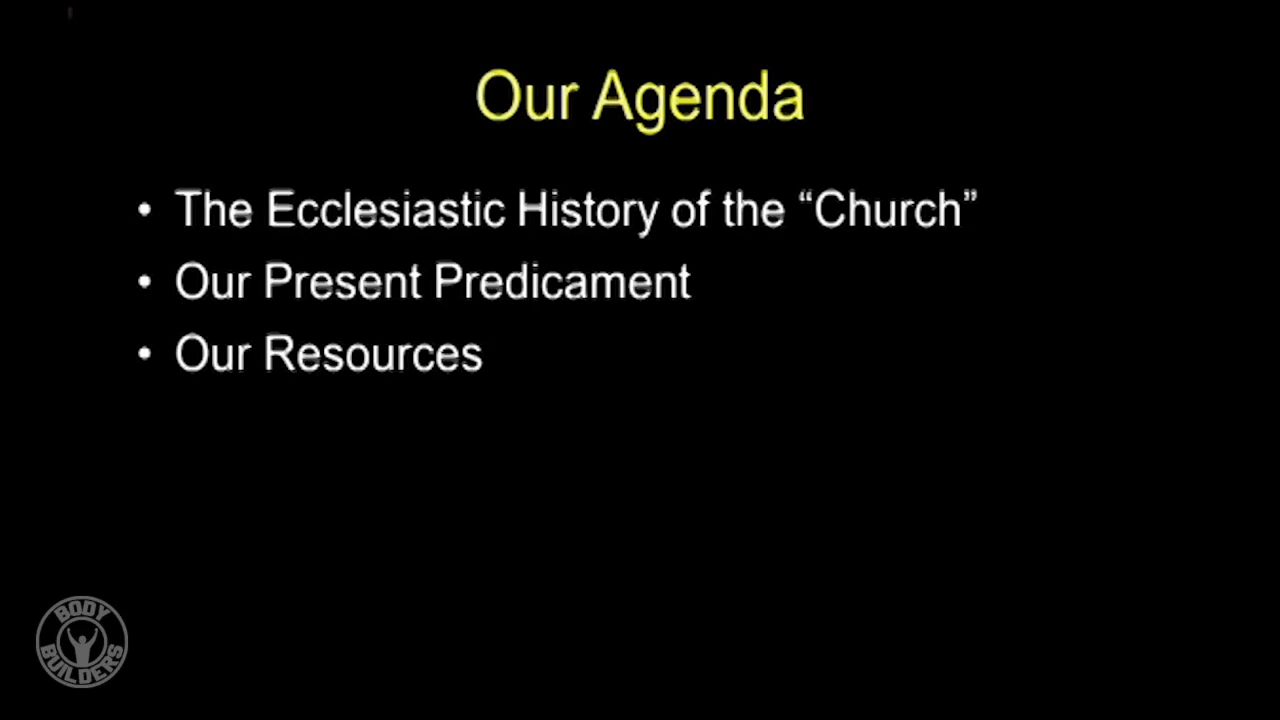 Our Agenda
• The Ecclesiastic History of the “Church”
• Our Present Predicament
• Our Resources
BODY
BUILDERS